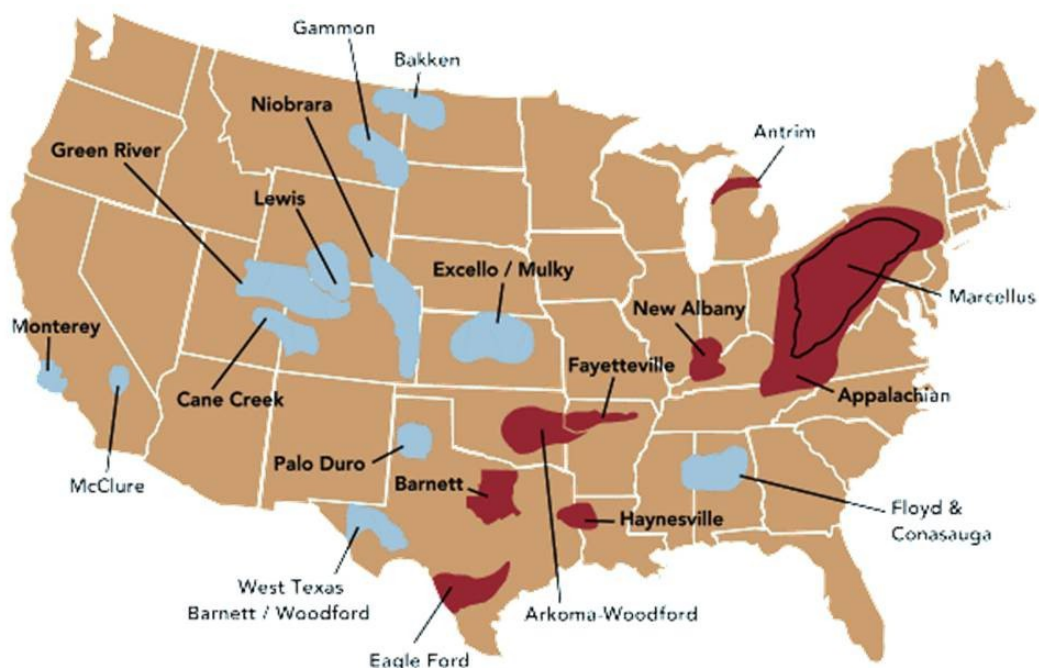 Gammon
Bakken
Niobrara
Antrim
Green River
Lewis
Excello / Mulky
Marcellus
New Albany
Monterey
Fayetteville
Cane Creek
Appalachian
Palo Duro
McClure
Barnett
Haynesville
Floyd &
Conasauga
West Texas
Barnett / Woodford
Arkoma-Woodford
Eagle Ford